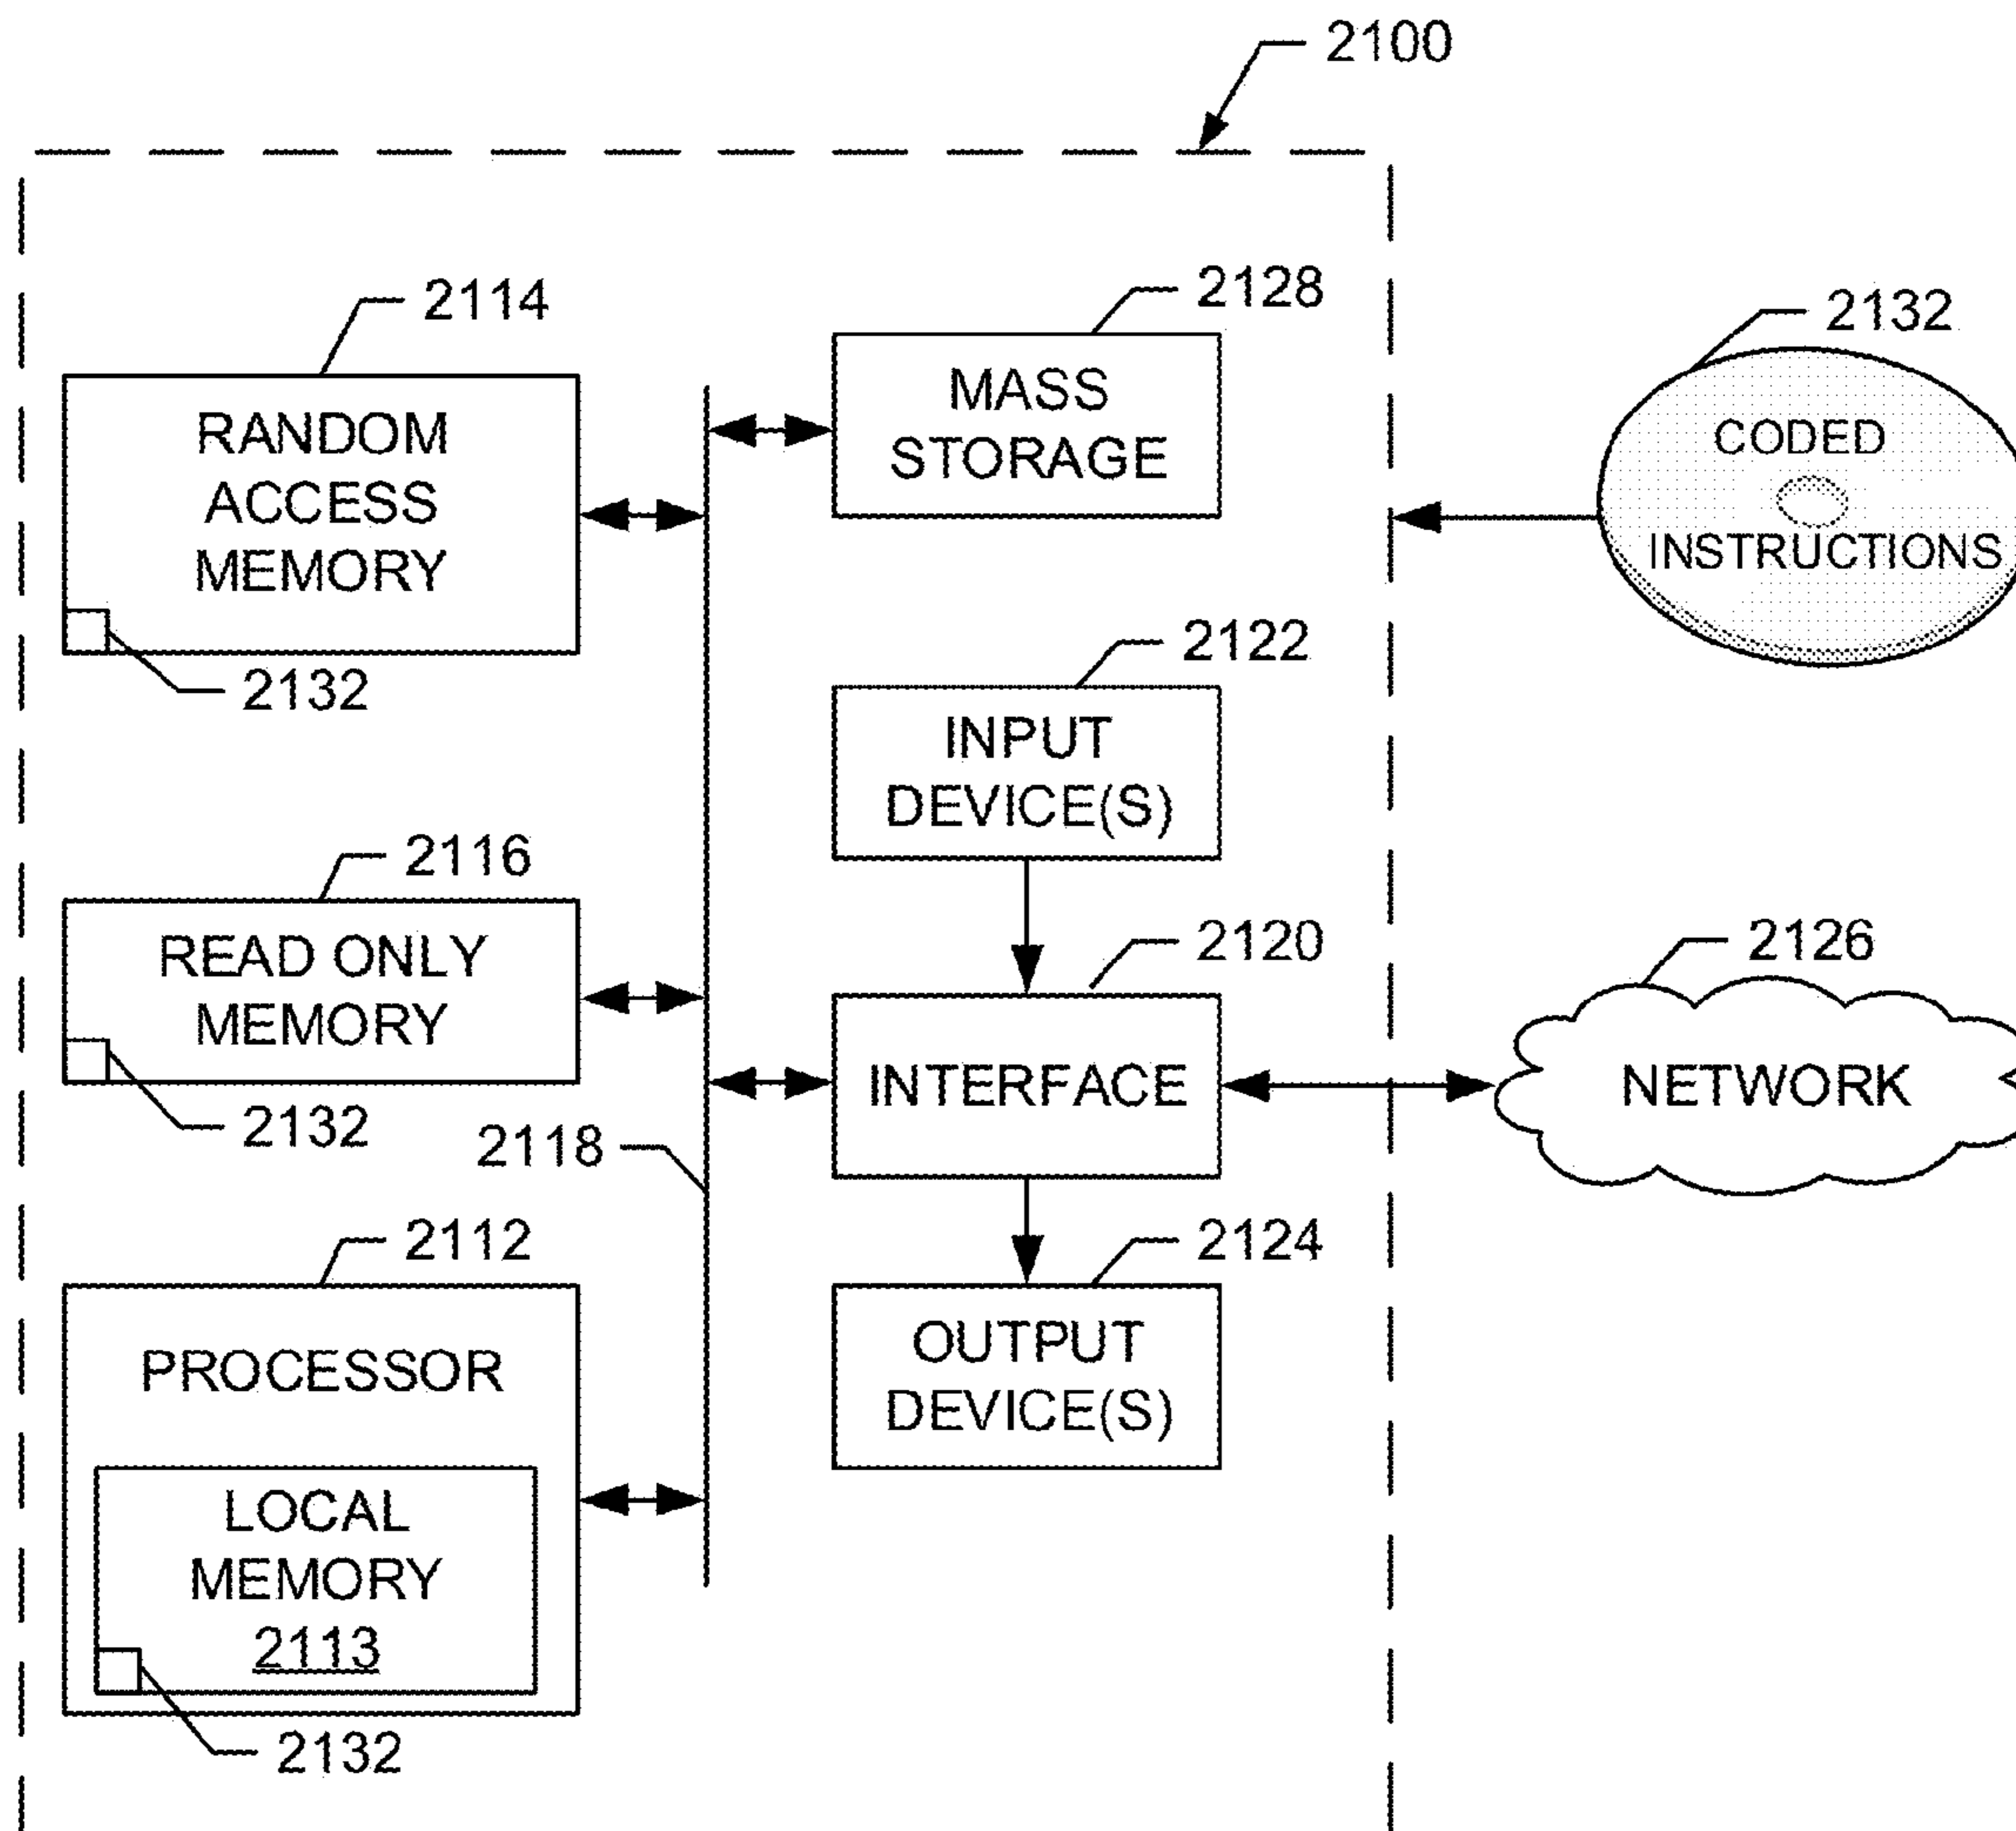 2100
2114
RANDOM
ACCESS
MEMORY
2132
2128
MASS
STORAGE
2132
CODED
INSTRUCTIONS
2122
INPUT
DEVICE(S)
2116
READ ONLY
MEMORY
2132
2118
2120
INTERFACE
2126
NETWORK
2112
PROCESSOR
LOCAL
MEMORY
2113
2132
2124
OUTPUT
DEVICE(S)